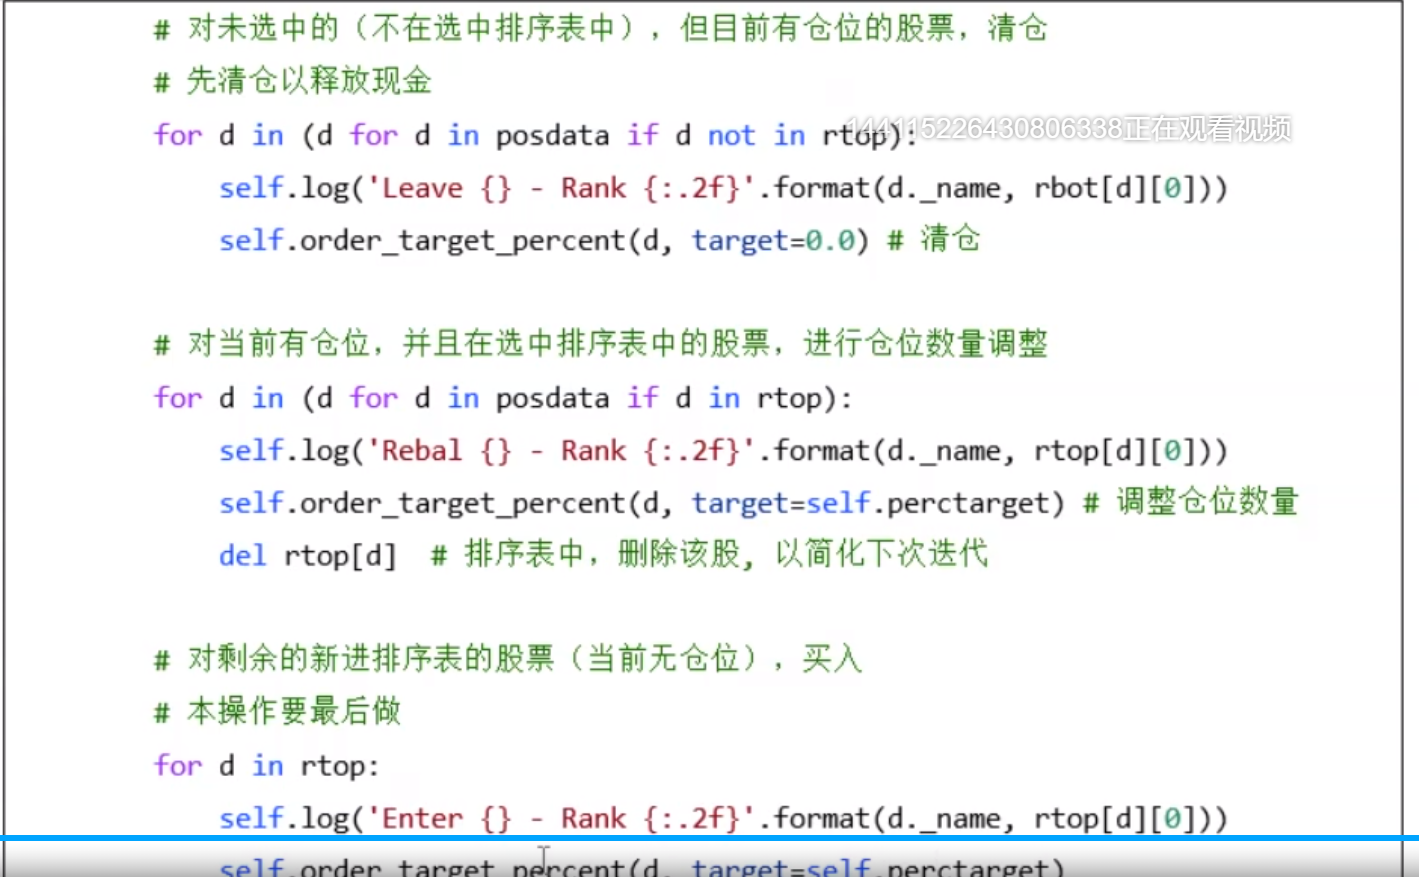 # 对未选中的（不在选中排序表中），但目前有仓位的股票，清仓
# 先清仓以释放现金
for d in (d for d in posdata if d not in rtop):
144115226430806338正在观看视频
self.log('Leave {} - Rank {:.2f}'.format(d._name, rbot[d][0]))
self.order_target_percent(d, target=0.0) # 清仓
# 对当前有仓位，并且在选中排序表中的股票，进行仓位数量调整
for d in (d for d in posdata if d in rtop):
self.log('Rebal {} - Rank {:.2f}'.format(d._name, rtop[d][0]))
self.order_target_percent(d, target=self.perctarget) # 调整仓位数量
del rtop[d]  # 排序表中，删除该股, 以简化下次迭代
# 对剩余的新进排序表的股票（当前无仓位），买入
# 本操作要最后做
for d in rtop:
self.log('Enter {} - Rank {:.2f}'.format(d._name, rtop[d][0]))
self.order_target_percent(d, target=self.perctarget)